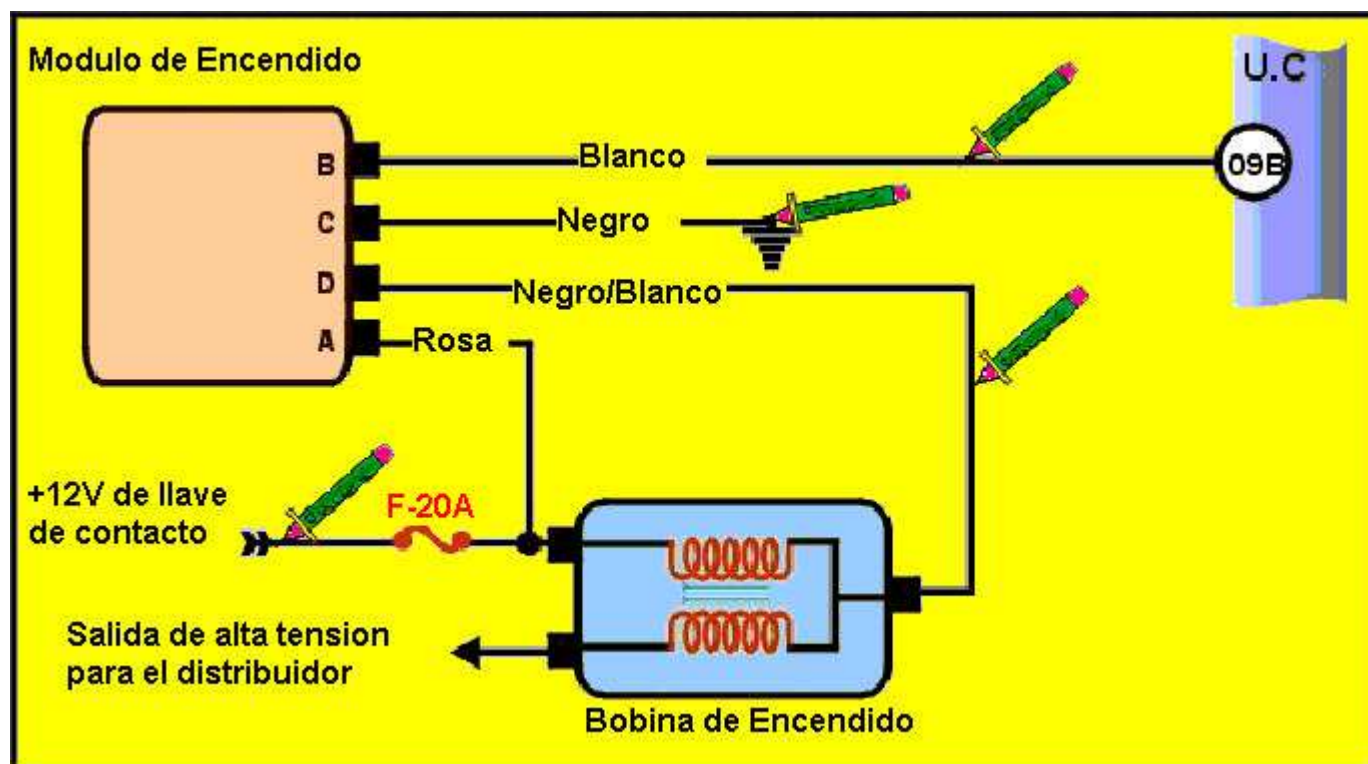 Modulo de Encendido
U.C
B
Blanco
09B
C
Negro
D
Negro/Blanco
A
Rosa
+12V de llave
de contacto
F-20A
Salida de alta tension
para el distribuidor
Bobina de Encendido